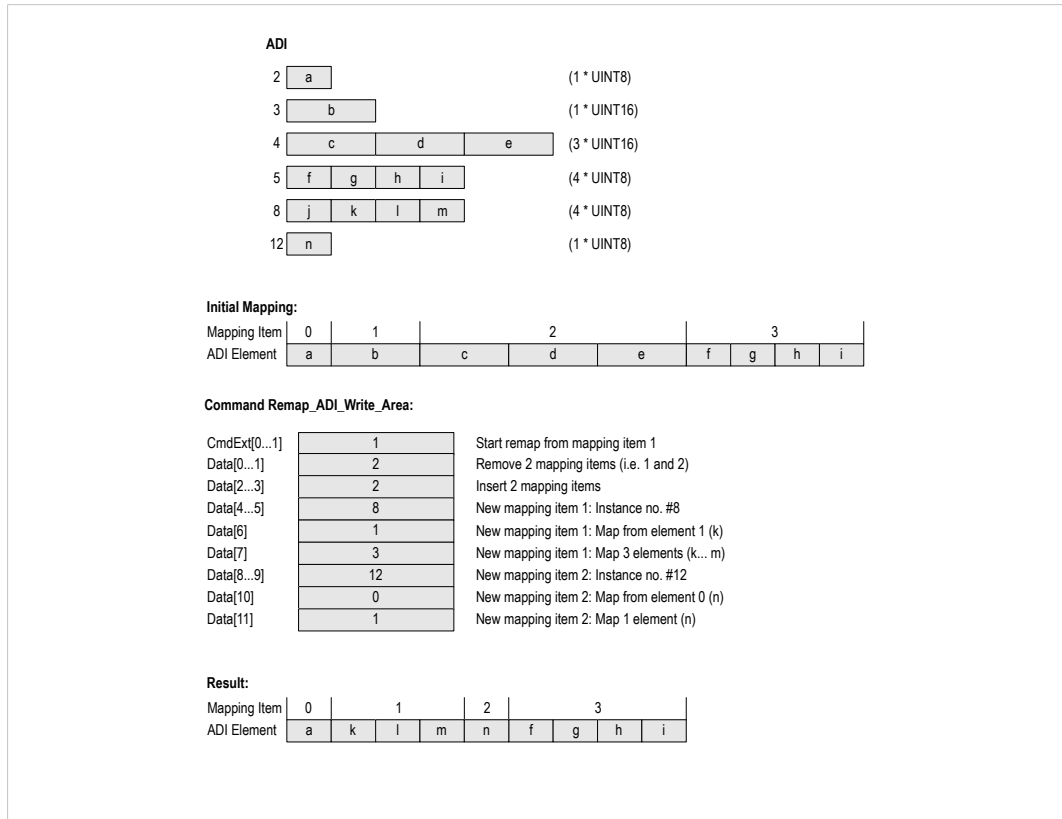 ADI
2 a (1 * UINT8)
3 b (1 * UINT16)
4 c d e (3 * UINT16)
5 f g h i (4 * UINT8)
8 j k l m (4 * UINT8)
12 n (1 * UINT8)
Initial Mapping:
Mapping Item 0 1 2 3
ADI Element a b c d e f g h i
Command Remap_ADI_Write_Area:
CmdExt[0...1] 1 Start remap from mapping item 1
Data[0...1] 2 Remove 2 mapping items (i.e. 1 and 2)
Data[2...3] 2 Insert 2 mapping items
Data[4...5] 8 New mapping item 1: Instance no. #8
Data[6] 1 New mapping item 1: Map from element 1 (k)
Data[7] 3 New mapping item 1: Map 3 elements (k... m)
Data[8...9] 12 New mapping item 2: Instance no. #12
Data[10] 0 New mapping item 2: Map from element 0 (n)
Data[11] 1 New mapping item 2: Map 1 element (n)
Result:
Mapping Item 0 1 2 3
ADI Element a k l m n f g h i